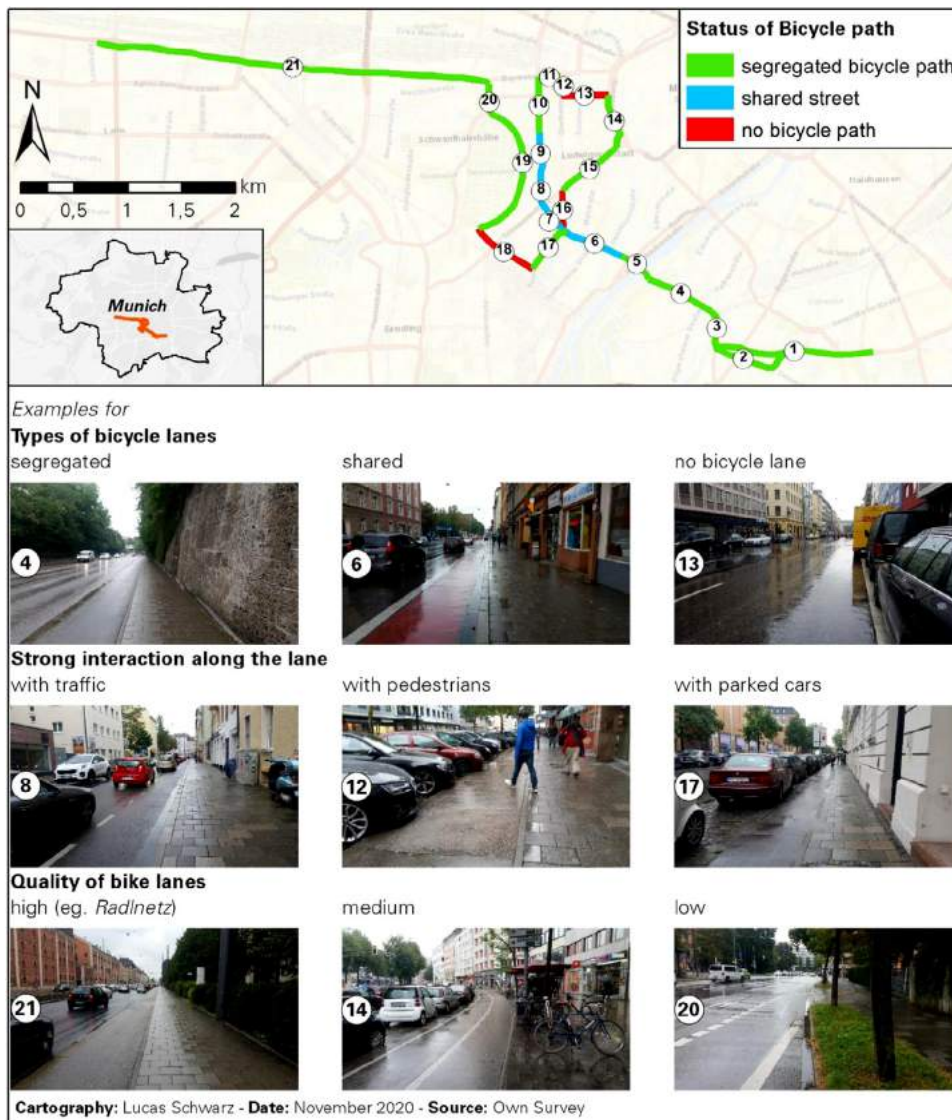 Status of Bicycle path
segregated bicycle path
shared street
no bicycle path
N
0 0,5 1 1,5 2 km
Munich
21
20
19
18
17
16
15
14
13
12
11
10
9
8
7
6
5
4
3
2
1
Schwanthalerhöhe
Sendling
Haidhausen
Examples for
Types of bicycle lanes
segregated
shared
no bicycle lane
4
6
13
Strong interaction along the lane
with traffic
with pedestrians
with parked cars
8
12
17
Quality of bike lanes
high (eg. Radlnetz)
medium
low
21
14
20
Cartography: Lucas Schwarz - Date: November 2020 - Source: Own Survey